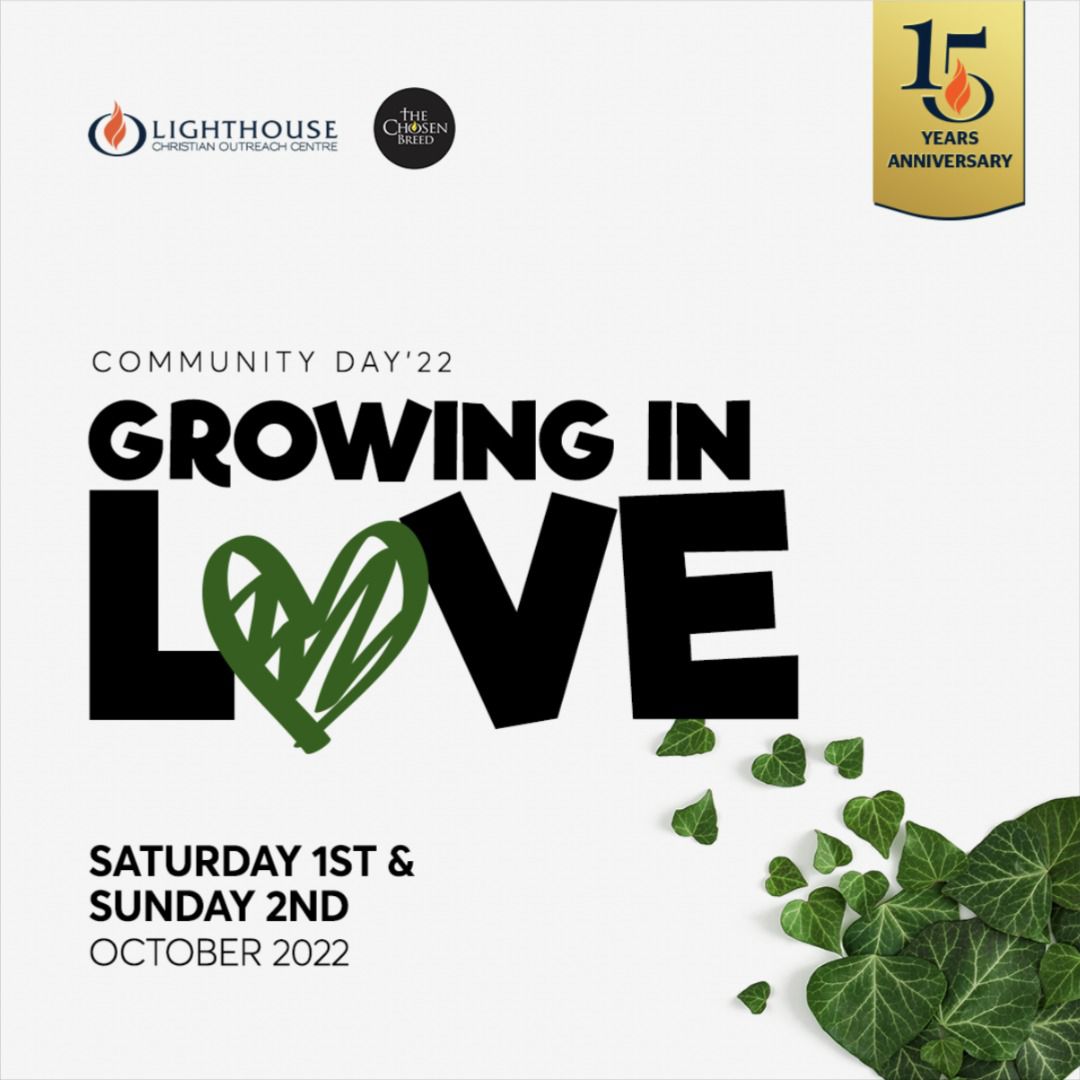 LIGHTHOUSE
CHRISTIAN OUTREACH CENTRE
THE
CHOSEN
BREED
15
YEARS
ANNIVERSARY
COMMUNITY DAY'22
GROWING IN
LOVE
SATURDAY 1ST &
SUNDAY 2ND
OCTOBER 2022